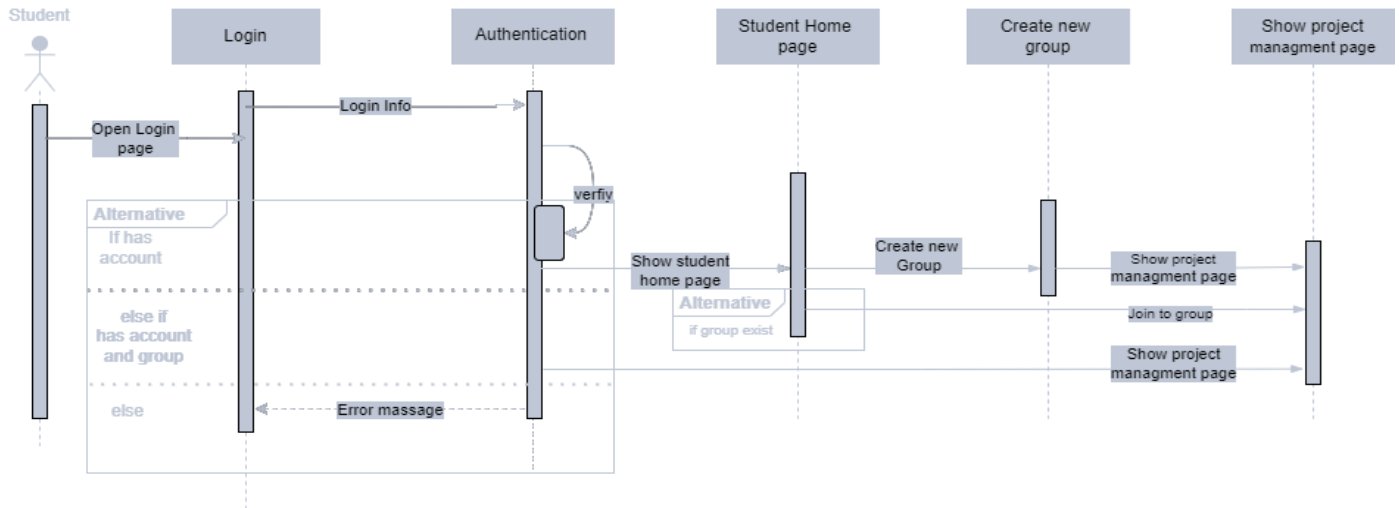 Student
Login
Authentication
Student Home
page
Create new
group
Show project
managment page
Login Info
Open Login
page
verfiy
Alternative
If has
account
Show student
home page
Create new
Group
Show project
managment page
Alternative
if group exist
Join to group
else if
has account
and group
Show project
managment page
else
Error massage